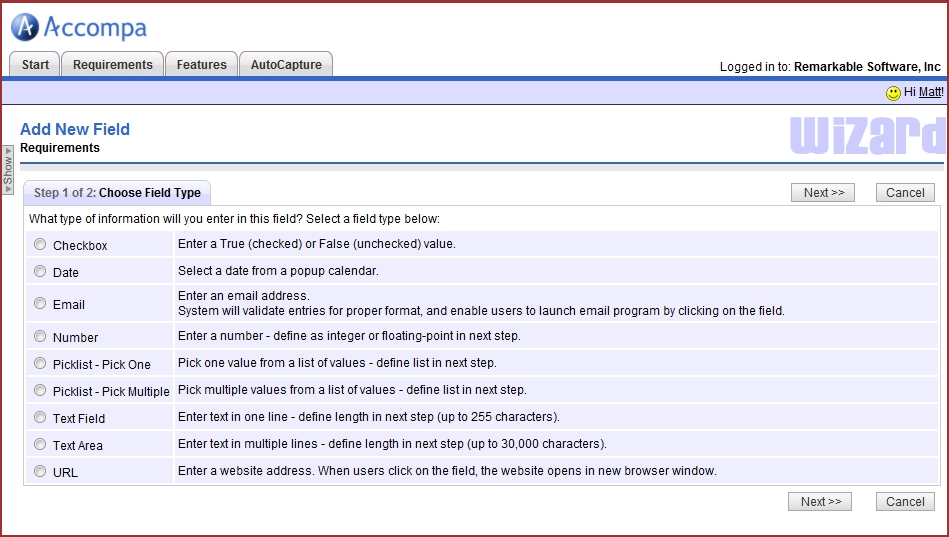 Accompa
Start Requirements Features AutoCapture
Logged in to: Remarkable Software, Inc
Hi Matt!
Add New Field
Requirements
wizard
Show
Step 1 of 2: Choose Field Type
Next >> Cancel
What type of information will you enter in this field? Select a field type below:
Checkbox Enter a True (checked) or False (unchecked) value.
Date Select a date from a popup calendar.
Email Enter an email address.
System will validate entries for proper format, and enable users to launch email program by clicking on the field.
Number Enter a number - define as integer or floating-point in next step.
Picklist - Pick One Pick one value from a list of values - define list in next step.
Picklist - Pick Multiple Pick multiple values from a list of values - define list in next step.
Text Field Enter text in one line - define length in next step (up to 255 characters).
Text Area Enter text in multiple lines - define length in next step (up to 30,000 characters).
URL Enter a website address. When users click on the field, the website opens in new browser window.
Next >> Cancel